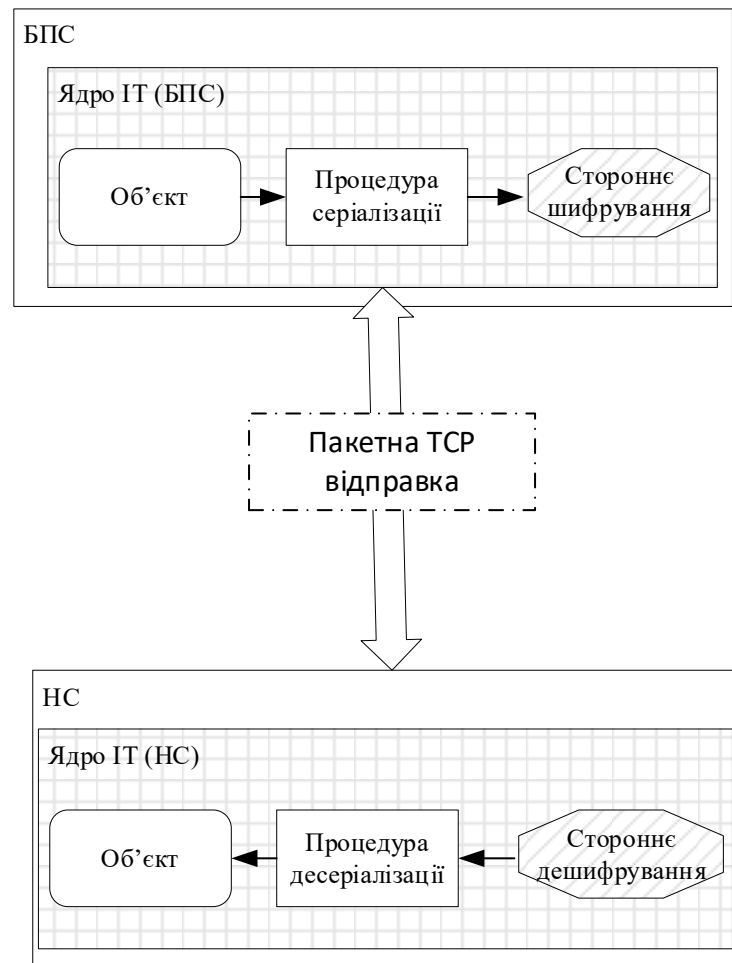 БПС
Ядро ІТ (БПС)
Об’єкт
Процедура
серіалізації
Стороннє
шифрування
Пакетна TCP
відправка
НС
Ядро ІТ (НС)
Об’єкт
Процедура
десеріалізації
Стороннє
дешифрування